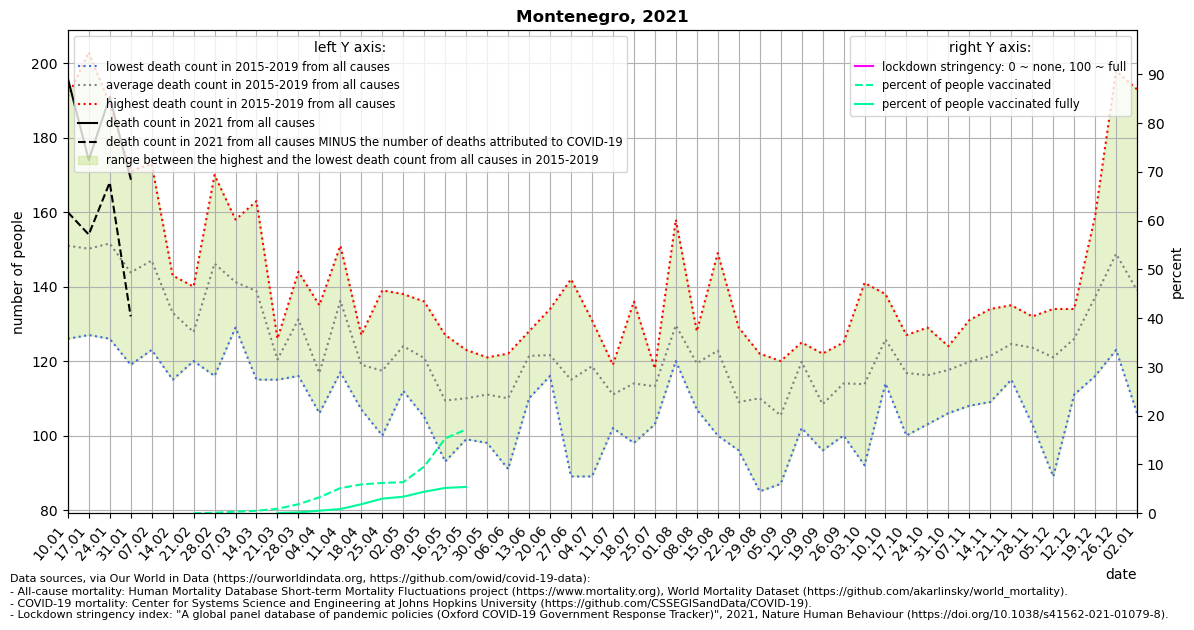 Montenegro, 2021
left Y axis:
lowest death count in 2015-2019 from all causes
average death count in 2015-2019 from all causes
highest death count in 2015-2019 from all causes
death count in 2021 from all causes
death count in 2021 from all causes MINUS the number of deaths attributed to COVID-19
range between the highest and the lowest death count from all causes in 2015-2019
right Y axis:
lockdown stringency: 0 ~ none, 100 ~ full
percent of people vaccinated
percent of people vaccinated fully
number of people
200
180
160
140
120
100
80
percent
90
80
70
60
50
40
30
20
10
0
10.01 17.01 24.01 31.01 07.02 14.02 21.02 28.02 07.03 14.03 21.03 28.03 04.04 11.04 18.04 25.04 02.05 09.05 16.05 23.05 30.05 06.06 13.06 20.06 27.06 04.07 11.07 18.07 25.07 01.08 08.08 15.08 22.08 29.08 05.09 12.09 19.09 26.09 03.10 10.10 17.10 24.10 31.10 07.11 14.11 21.11 28.11 05.12 12.12 19.12 26.12 02.01
date
Data sources, via Our World in Data (https://ourworldindata.org, https://github.com/owid/covid-19-data):
- All-cause mortality: Human Mortality Database Short-term Mortality Fluctuations project (https://www.mortality.org), World Mortality Dataset (https://github.com/akarlinsky/world_mortality).
- COVID-19 mortality: Center for Systems Science and Engineering at Johns Hopkins University (https://github.com/CSSEGISandData/COVID-19).
- Lockdown stringency index: "A global panel database of pandemic policies (Oxford COVID-19 Government Response Tracker)", 2021, Nature Human Behaviour (https://doi.org/10.1038/s41562-021-01079-8).